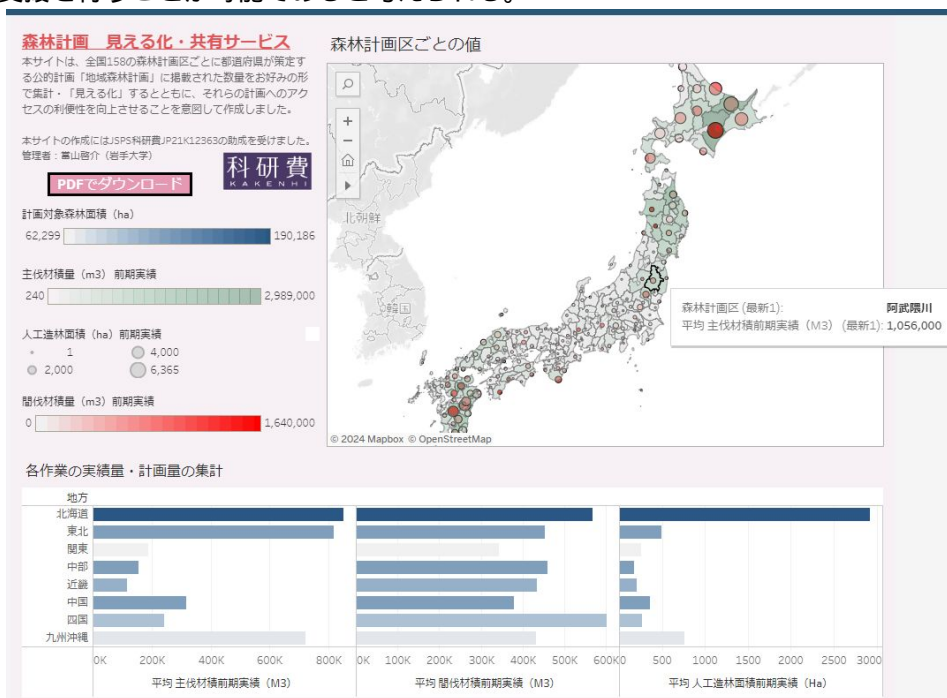 森林計画 見える化・共有サービス
本サイトは、全国158の森林計画区ごとに都道府県が策定す
る公的計画「地域森林計画」に掲載された数量をお好みの形
で集計・「見える化」するとともに、それらの計画へのアク
セスの利便性を向上させることを意図して作成しました。
本サイトの作成にはJSPS科研費JP21K12363の助成を受けました。
管理者：當山啓介（岩手大学）
科研費
KAKENHI
PDFでダウンロード
計画対象森林面積（ha）
62,299 190,186
主伐材積量（m3）前期実績
240 2,989,000
人工造林面積（ha）前期実績
1 4,000
2,000 6,365
間伐材積量（m3）前期実績
0 1,640,000
森林計画区ごとの値
北朝鮮
韓国
森林計画区 (最新1): 阿武隈川
平均 主伐材積前期実績（M3）(最新1): 1,056,000
© 2024 Mapbox © OpenStreetMap
各作業の実績量・計画量の集計
地方
北海道
東北
関東
中部
近畿
中国
四国
九州沖縄
0K 200K 400K 600K 800K 0K 100K 200K 300K 400K 500K 600K 0 500 1000 1500 2000 2500 3000
平均 主伐材積前期実績（M3） 平均 間伐材積前期実績（M3） 平均 人工造林面積前期実績（Ha）